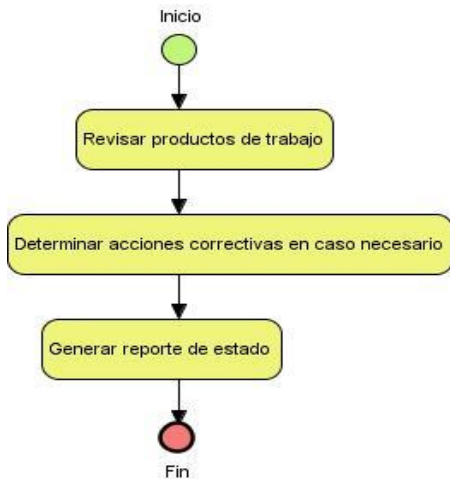 Inicio
Revisar productos de trabajo
Determinar acciones correctivas en caso necesario
Generar reporte de estado
Fin